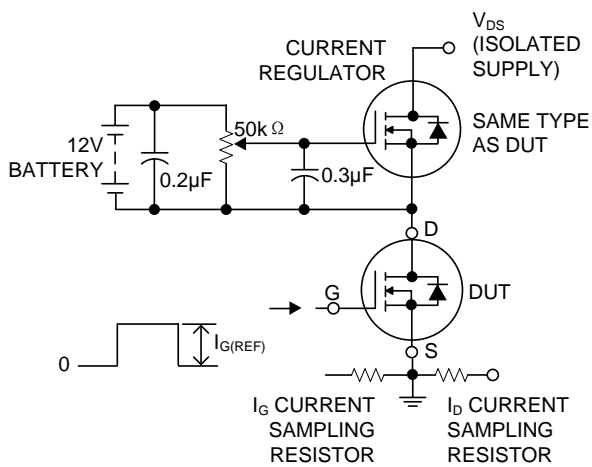 V_DS
(ISOLATED
SUPPLY)
CURRENT
REGULATOR
SAME TYPE
AS DUT
12V
BATTERY
0.2µF
50kΩ
0.3µF
D
DUT
G
S
0
I_G(REF)
I_G CURRENT
SAMPLING
RESISTOR
I_D CURRENT
SAMPLING
RESISTOR